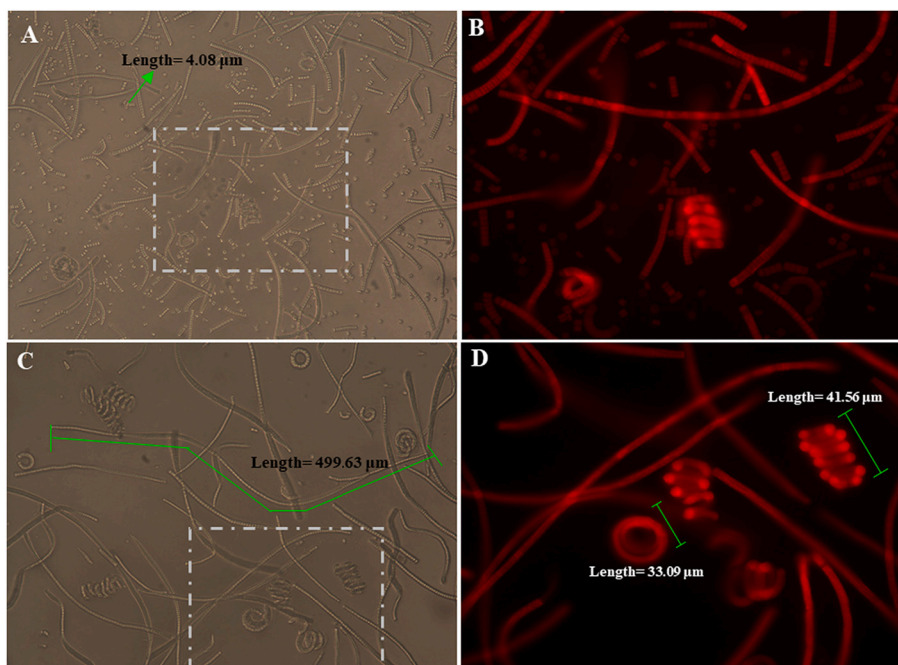 A
Length= 4.08 µm
B
C
Length= 499.63 µm
D
Length= 41.56 µm
Length= 33.09 µm